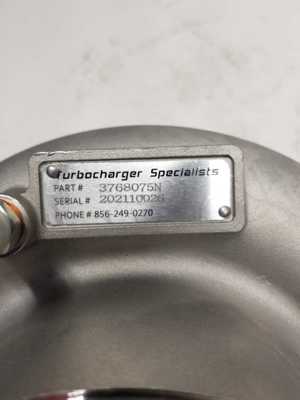 Turbocharger Specialists
PART # 3768075N
SERIAL # 202110026
PHONE # 856-249-0270